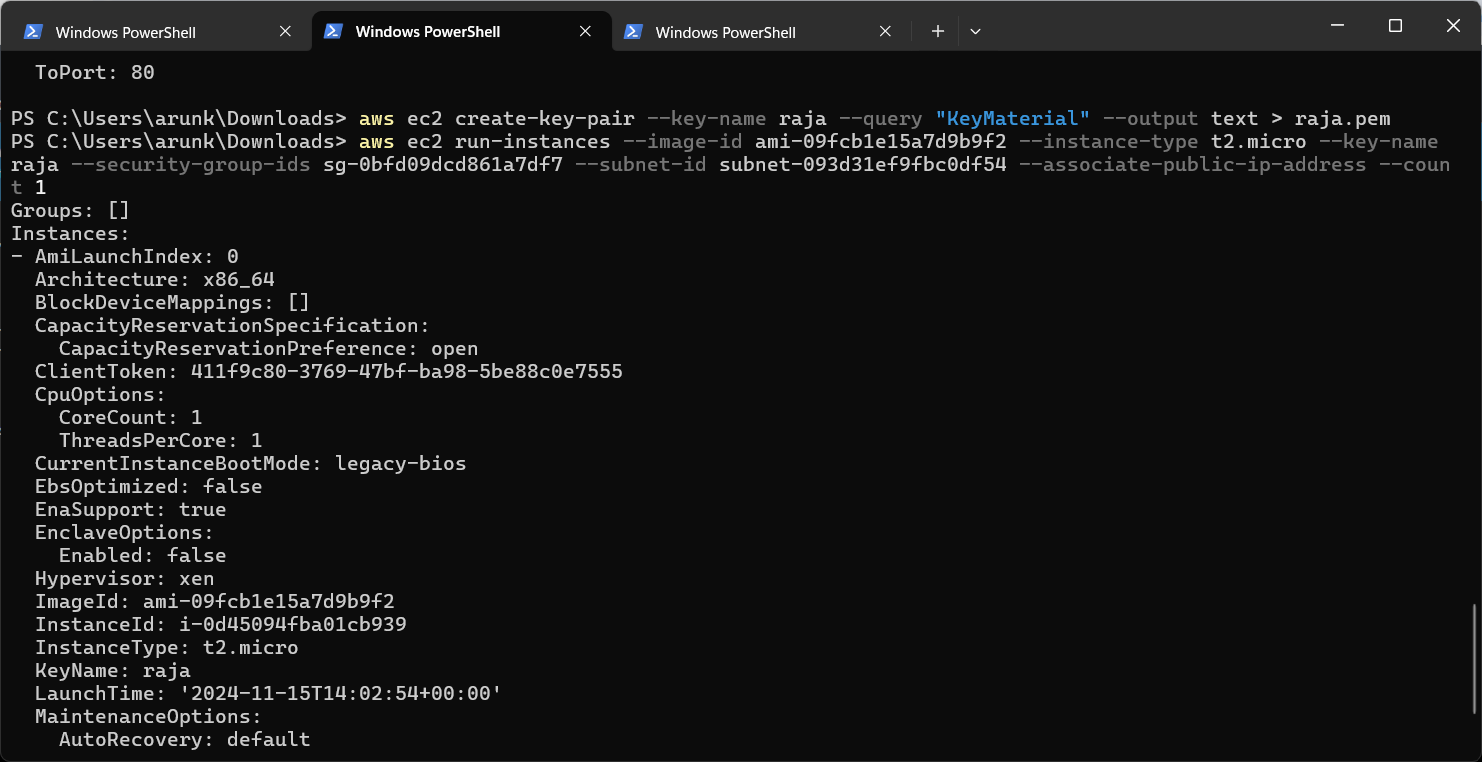 Windows PowerShell
Windows PowerShell
Windows PowerShell
  ToPort: 80
PS C:\Users\arunk\Downloads> aws ec2 create-key-pair --key-name raja --query "KeyMaterial" --output text > raja.pem
PS C:\Users\arunk\Downloads> aws ec2 run-instances --image-id ami-09fcb1e15a7d9b9f2 --instance-type t2.micro --key-name
raja --security-group-ids sg-0bfd09dcd861a7df7 --subnet-id subnet-093d31ef9fbc0df54 --associate-public-ip-address --coun
t 1
Groups: []
Instances:
- AmiLaunchIndex: 0
  Architecture: x86_64
  BlockDeviceMappings: []
  CapacityReservationSpecification:
    CapacityReservationPreference: open
  ClientToken: 411f9c80-3769-47bf-ba98-5be88c0e7555
  CpuOptions:
    CoreCount: 1
    ThreadsPerCore: 1
  CurrentInstanceBootMode: legacy-bios
  EbsOptimized: false
  EnaSupport: true
  EnclaveOptions:
    Enabled: false
  Hypervisor: xen
  ImageId: ami-09fcb1e15a7d9b9f2
  InstanceId: i-0d45094fba01cb939
  InstanceType: t2.micro
  KeyName: raja
  LaunchTime: '2024-11-15T14:02:54+00:00'
  MaintenanceOptions:
    AutoRecovery: default